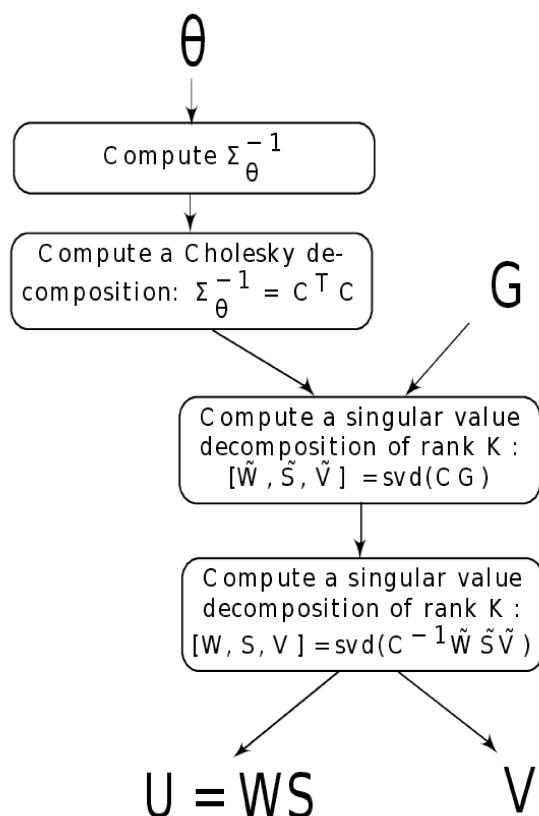 θ
Compute Σ_θ^{-1}
Compute a Cholesky de-
composition: Σ_θ^{-1} = C^T C
G
Compute a singular value
decomposition of rank K :
[W̃, S̃, Ṽ] = svd(CG)
Compute a singular value
decomposition of rank K :
[W, S, V] = svd(C^{-1} W̃ S̃ Ṽ)
U = WS
V